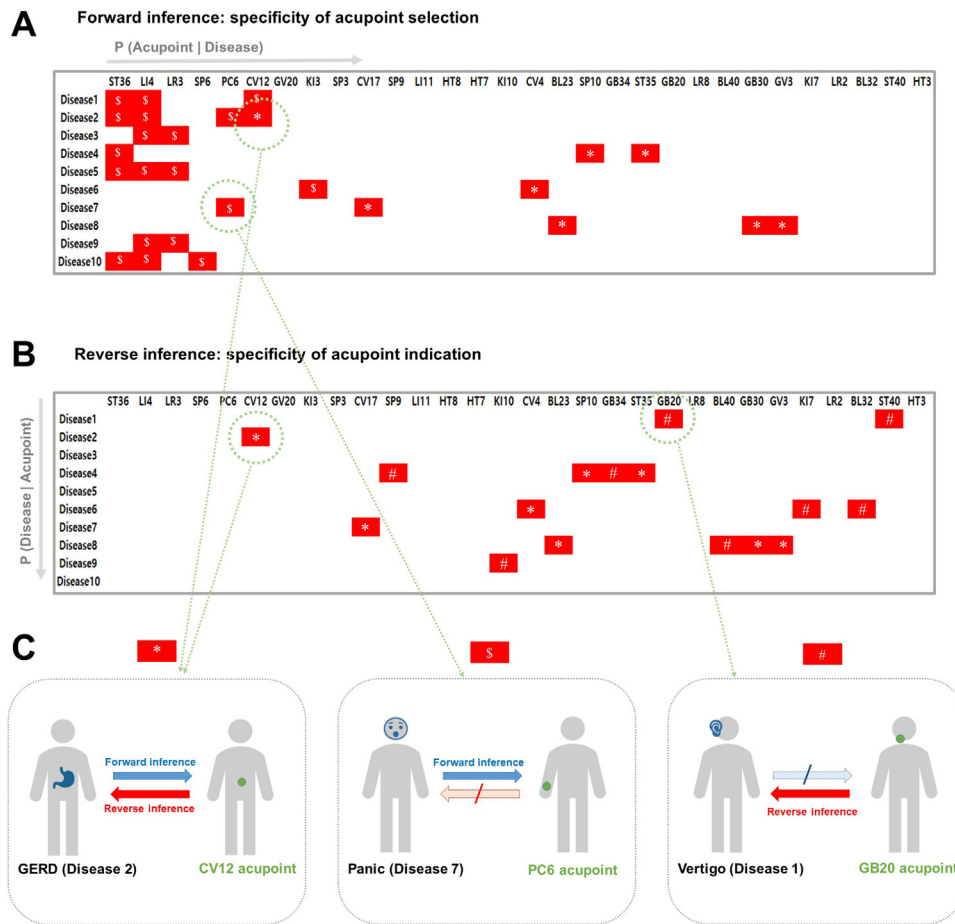 A Forward inference: specificity of acupoint selection
P (Acupoint | Disease)
ST36 LI4 LR3 SP6 PC6 CV12 GV20 KI3 SP3 CV17 SP9 LI11 HT8 HT7 KI10 CV4 BL23 SP10 GB34 ST35 GB20 LR8 BL40 GB30 GV3 KI7 LR2 BL32 ST40 HT3
Disease1 $ $ $
Disease2 $ $ $ *
Disease3 $ $
Disease4 $ * *
Disease5 $ $ $
Disease6 $ *
Disease7 $ *
Disease8 * * *
Disease9 $ $
Disease10 $ $ $
B Reverse inference: specificity of acupoint indication
P (Disease | Acupoint)
ST36 LI4 LR3 SP6 PC6 CV12 GV20 KI3 SP3 CV17 SP9 LI11 HT8 HT7 KI10 CV4 BL23 SP10 GB34 ST35 GB20 LR8 BL40 GB30 GV3 KI7 LR2 BL32 ST40 HT3
Disease1 # #
Disease2 *
Disease3
Disease4 # * # *
Disease5
Disease6 * # #
Disease7 *
Disease8 * # * *
Disease9 #
Disease10
C
* $ #
Forward inference
Reverse inference
GERD (Disease 2) CV12 acupoint
Forward inference
Panic (Disease 7) PC6 acupoint
Reverse inference
Vertigo (Disease 1) GB20 acupoint